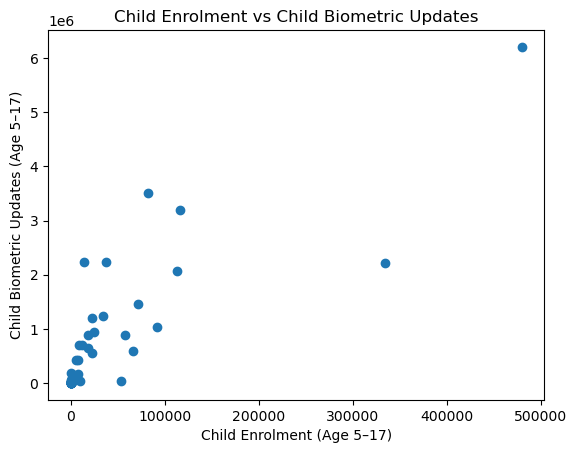 Child Enrolment vs Child Biometric Updates
1e6
Child Biometric Updates (Age 5–17)
6
5
4
3
2
1
0
0 100000 200000 300000 400000 500000
Child Enrolment (Age 5–17)